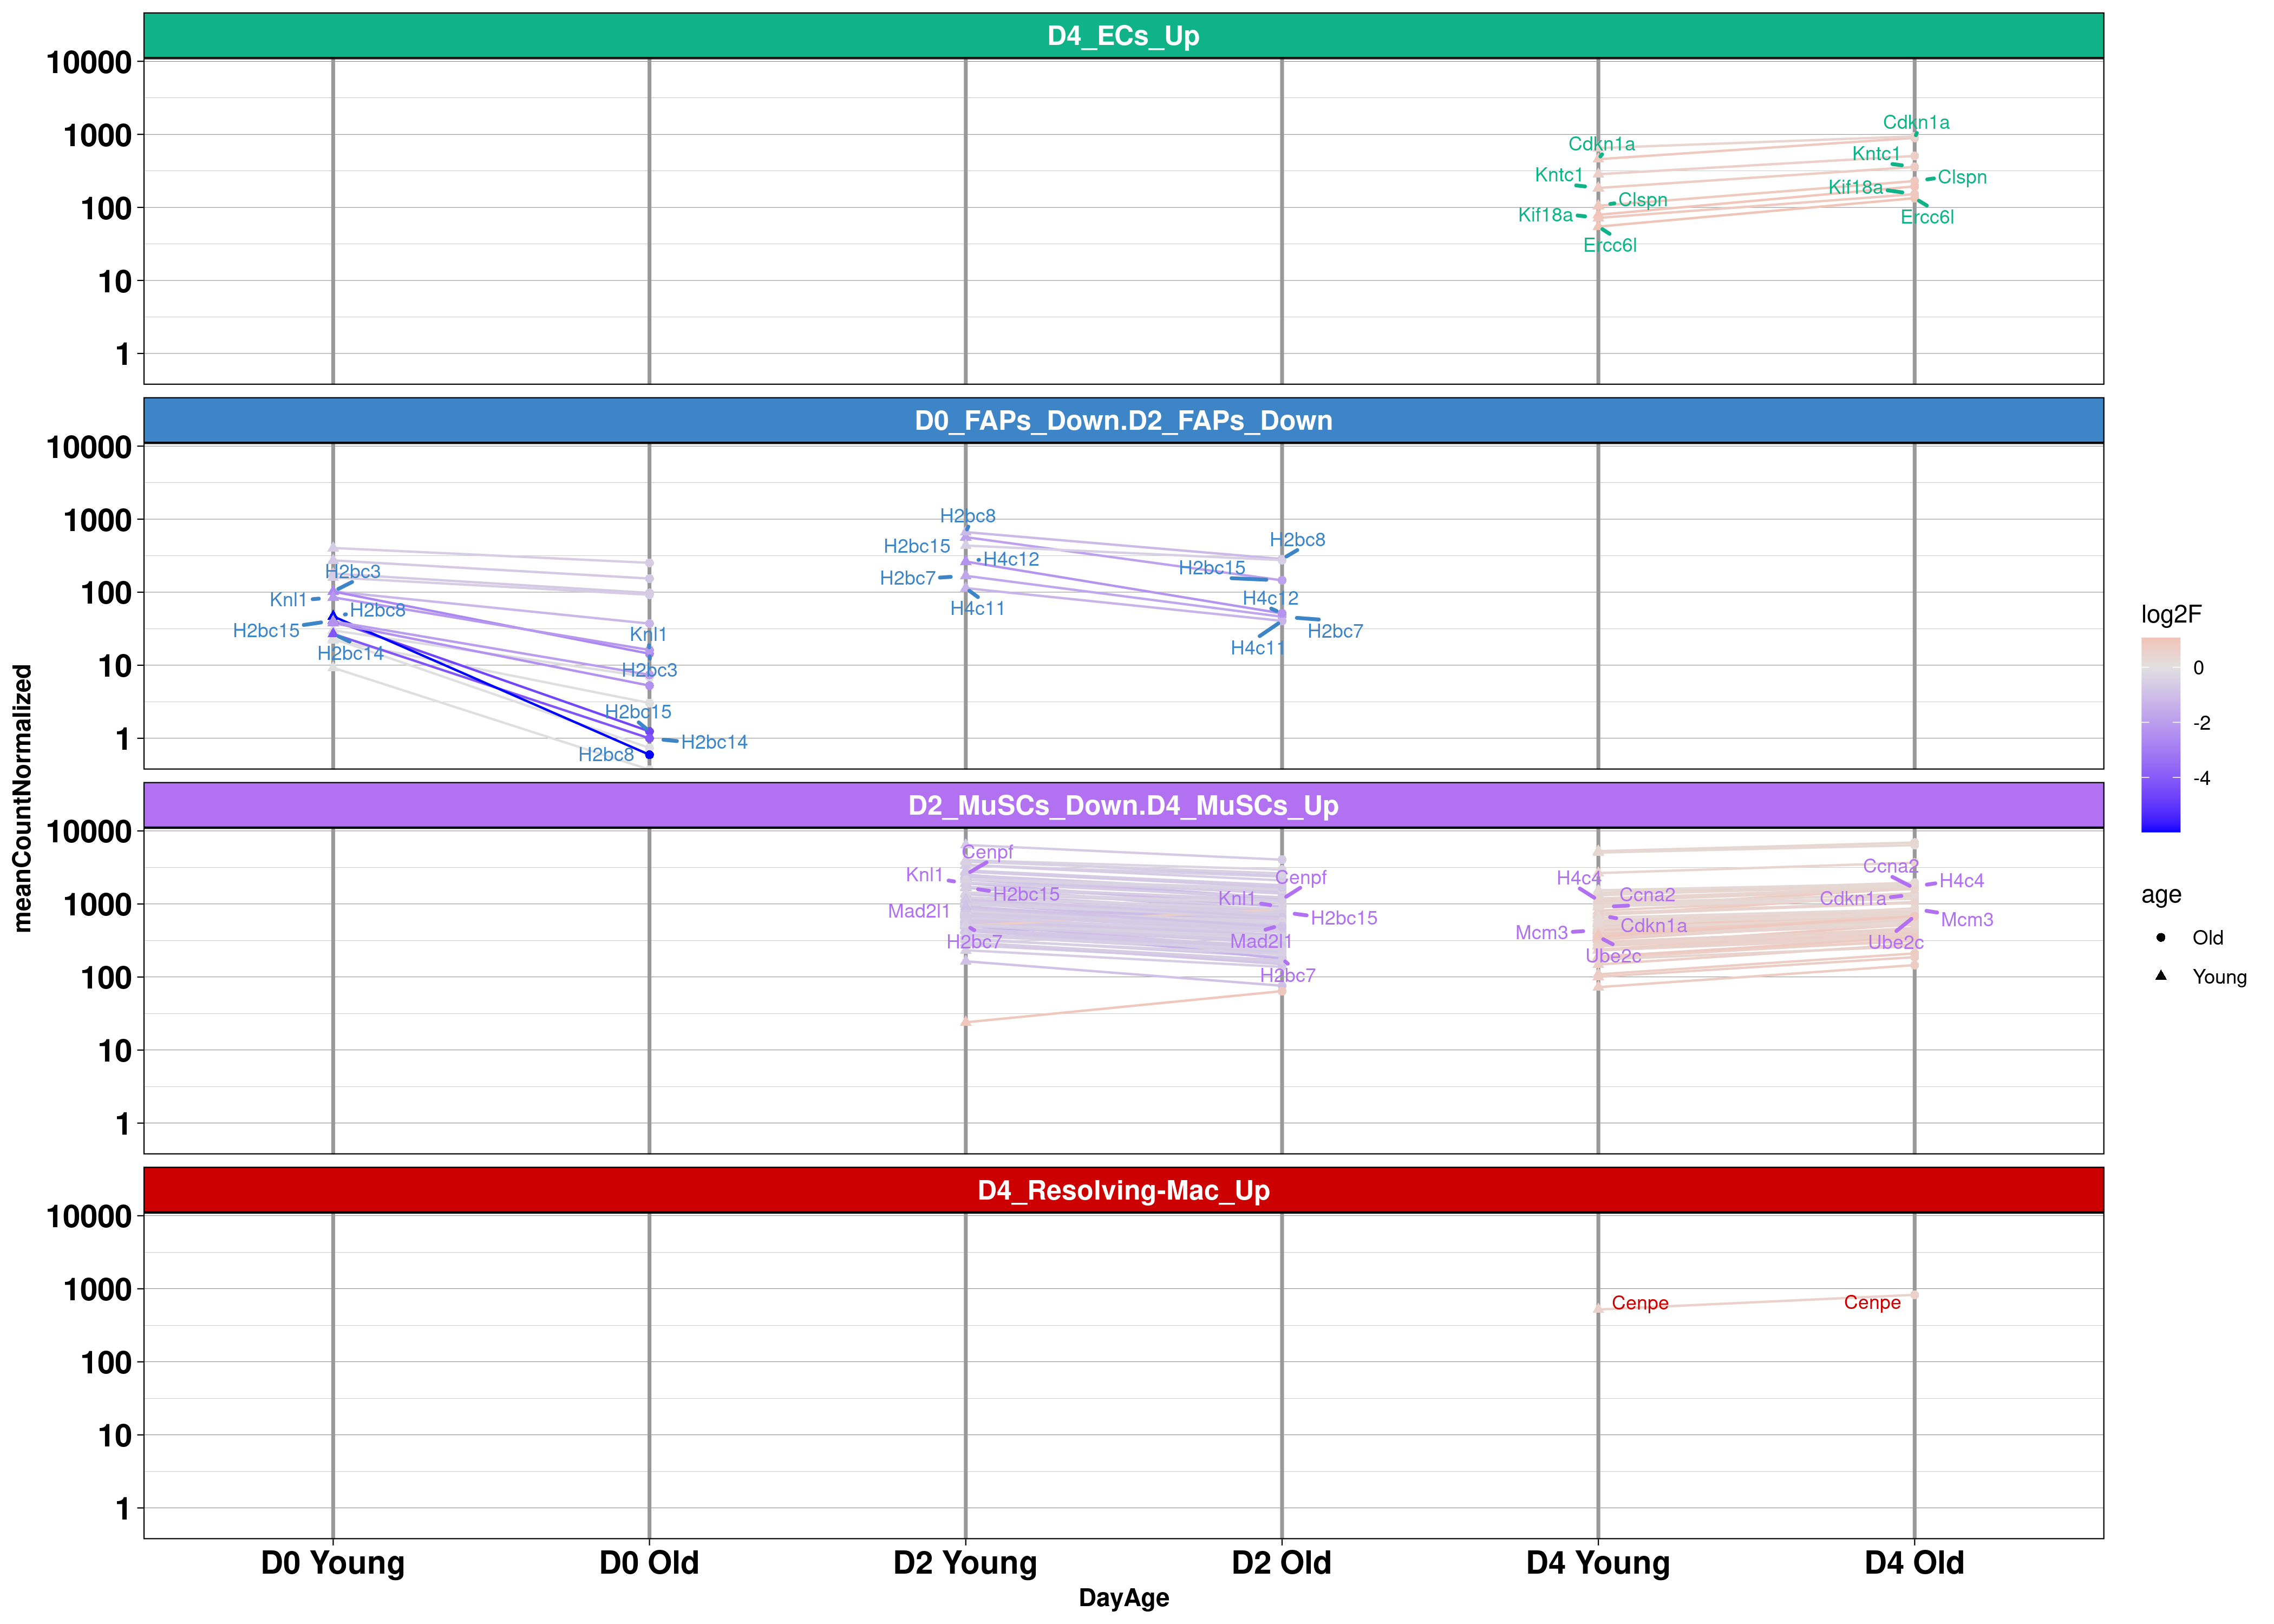 D4_ECs_Up
10000
1000
100
10
1
Cdkn1a
Kntc1
Clspn
Kif18a
Ercc6l
Cdkn1a
Kntc1
Clspn
Kif18a
Ercc6l
D0_FAPs_Down.D2_FAPs_Down
10000
1000
100
10
1
H2bc3
Knl1
H2bc8
H2bc15
H2bc14
Knl1
H2bc3
H2bc15
H2bc14
H2bc8
H2bc8
H2bc15
H4c12
H2bc7
H4c11
H2bc8
H2bc15
H4c12
H2bc7
H4c11
D2_MuSCs_Down.D4_MuSCs_Up
10000
1000
100
10
1
Cenpf
Knl1
H2bc15
Mad2l1
H2bc7
Cenpf
Knl1
H2bc15
Mad2l1
H2bc7
H4c4
Ccna2
Cdkn1a
Mcm3
Ube2c
Ccna2
H4c4
Cdkn1a
Mcm3
Ube2c
D4_Resolving-Mac_Up
10000
1000
100
10
1
Cenpe
Cenpe
D0 Young
D0 Old
D2 Young
D2 Old
D4 Young
D4 Old
DayAge
meanCountNormalized
log2F
0
-2
-4
age
Old
Young